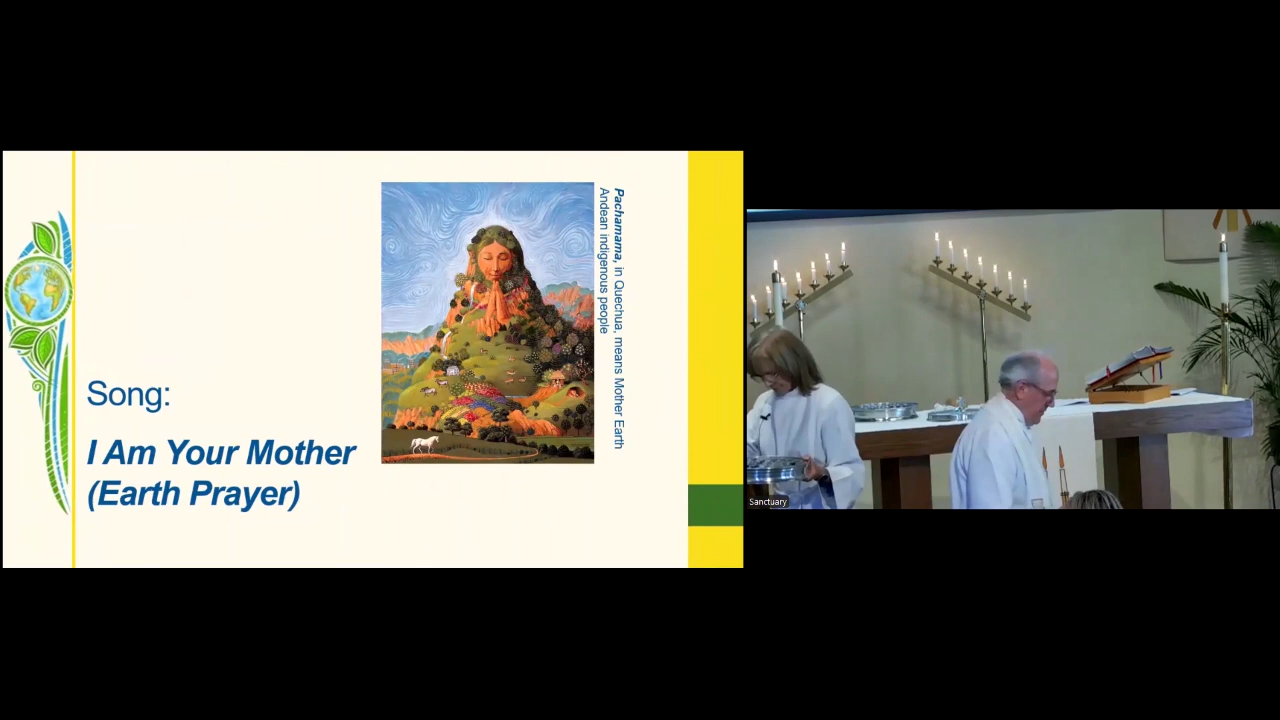 Song:
I Am Your Mother
(Earth Prayer)
Pachamama, in Quechua, means Mother Earth
Andean indigenous people
Sanctuary